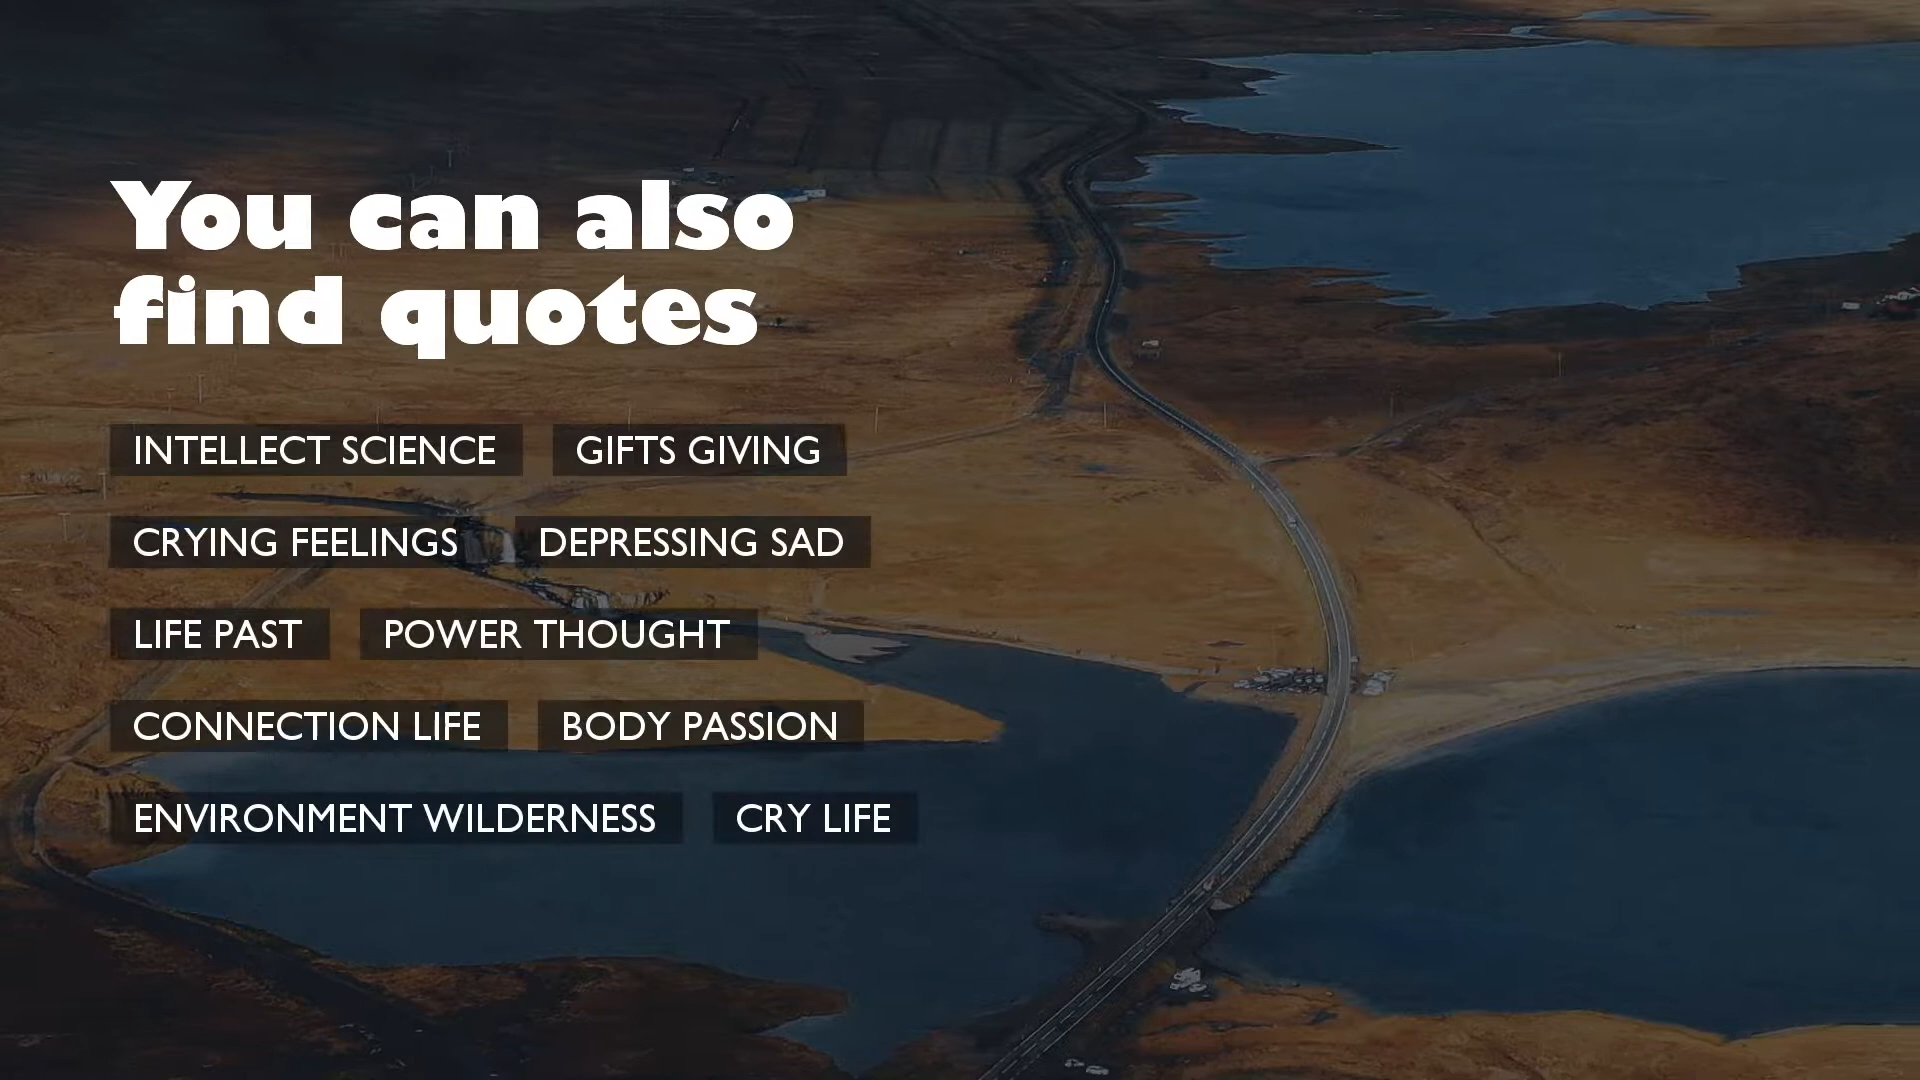 You can also
find quotes
INTELLECT SCIENCE GIFTS GIVING
CRYING FEELINGS DEPRESSING SAD
LIFE PAST POWER THOUGHT
CONNECTION LIFE BODY PASSION
ENVIRONMENT WILDERNESS CRY LIFE